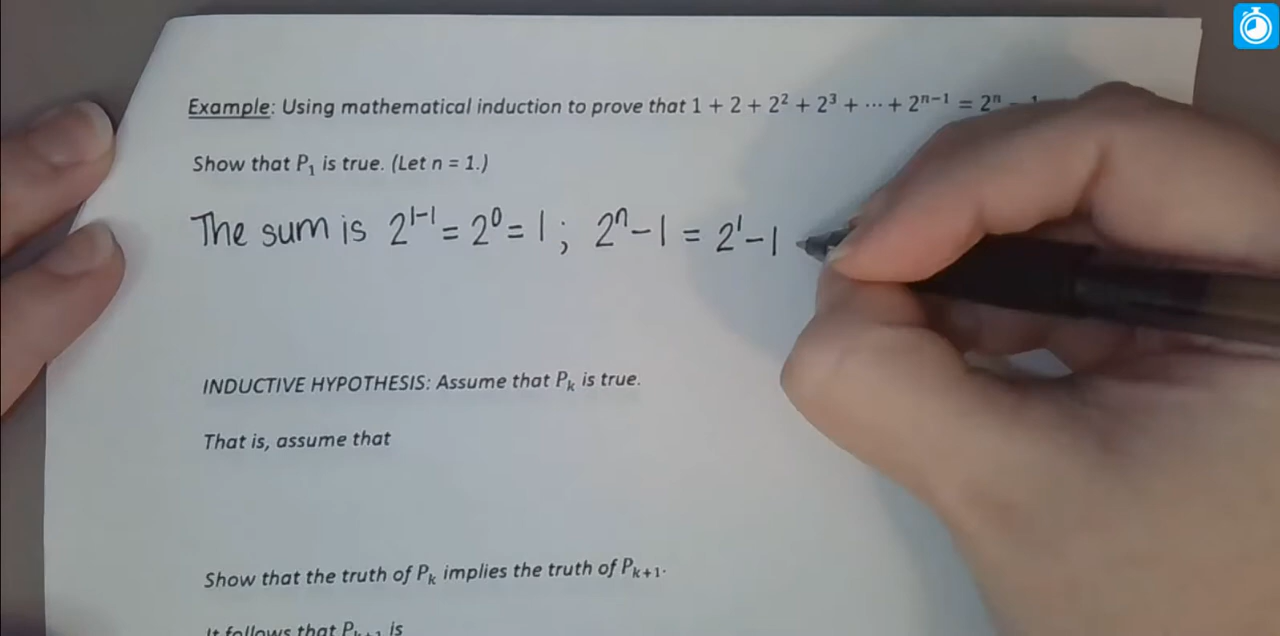 Example: Using mathematical induction to prove that 1 + 2 + 2² + 2³ + ⋯ + 2ⁿ⁻¹ = 2ⁿ
Show that P₁ is true. (Let n = 1.)
The sum is 2¹⁻¹ = 2⁰ = 1 ; 2ⁿ - 1 = 2¹ - 1
INDUCTIVE HYPOTHESIS: Assume that Pₖ is true.
That is, assume that
Show that the truth of Pₖ implies the truth of Pₖ₊₁.
It follows that Pₖ₊₁ is